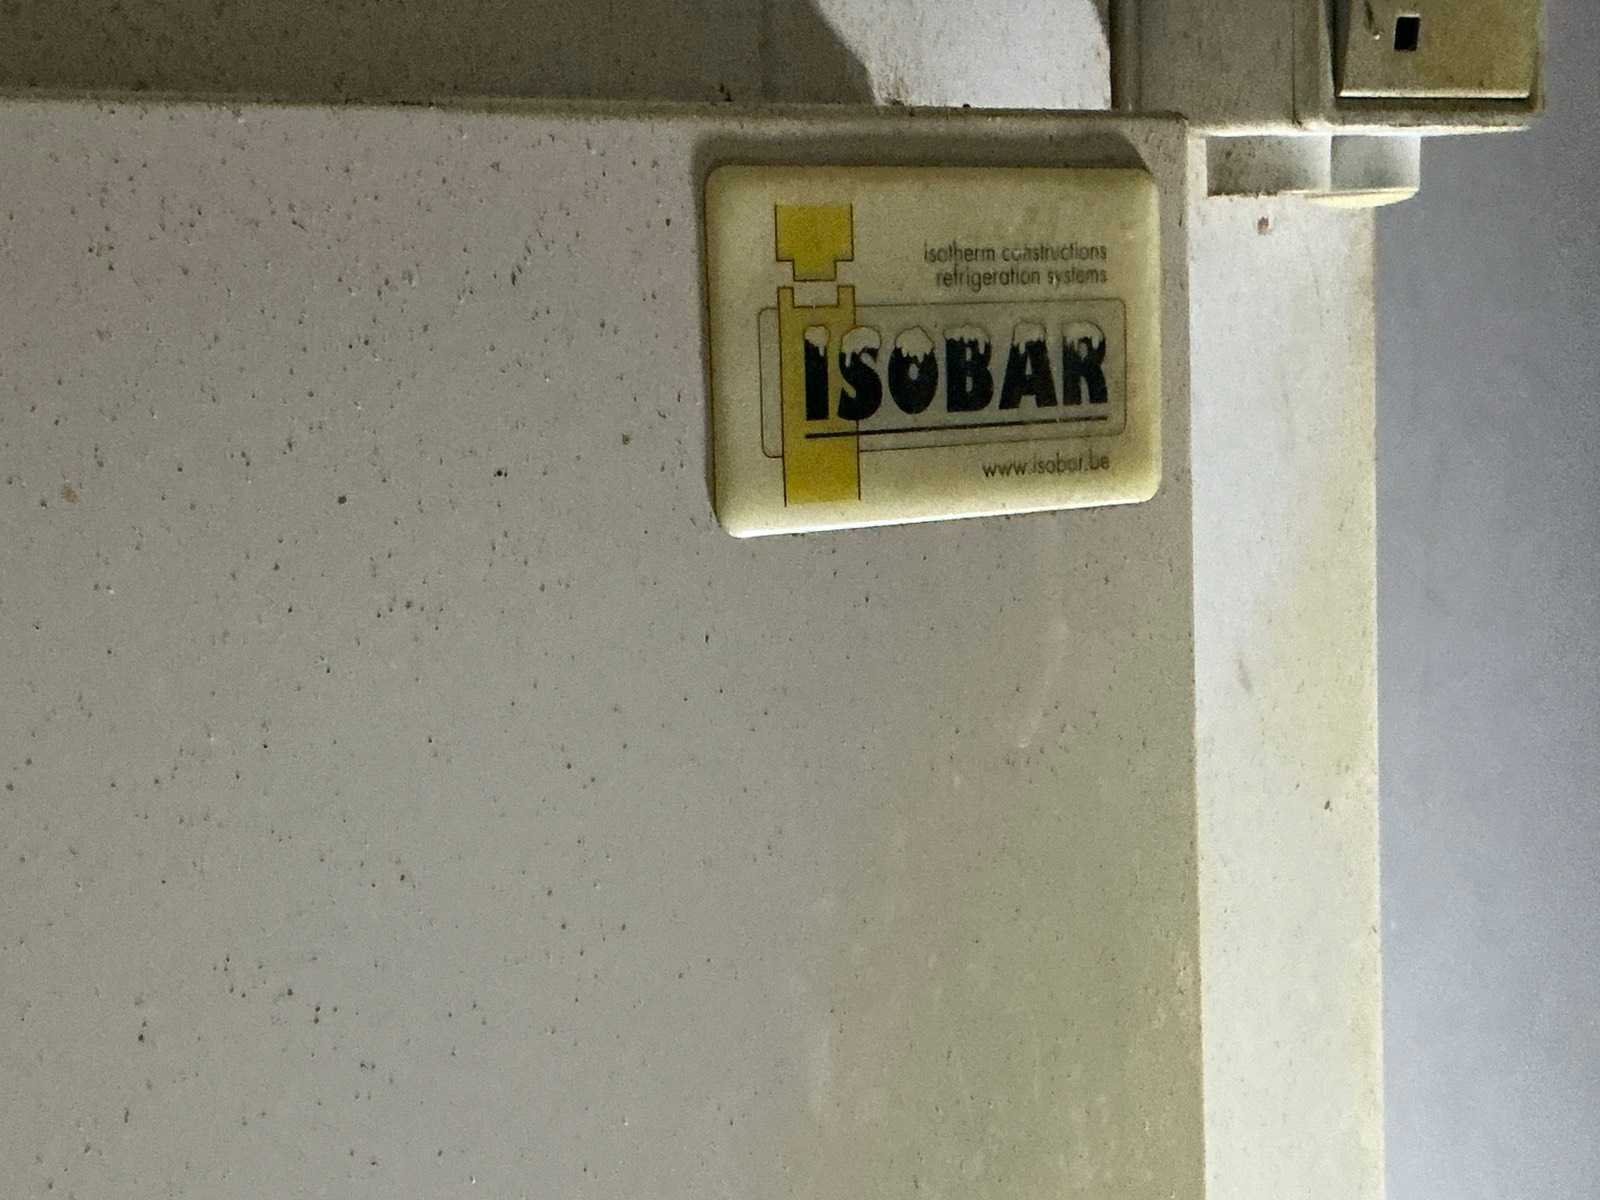 isotherm constructions
refrigeration systems
ISOBAR
www.isobar.be